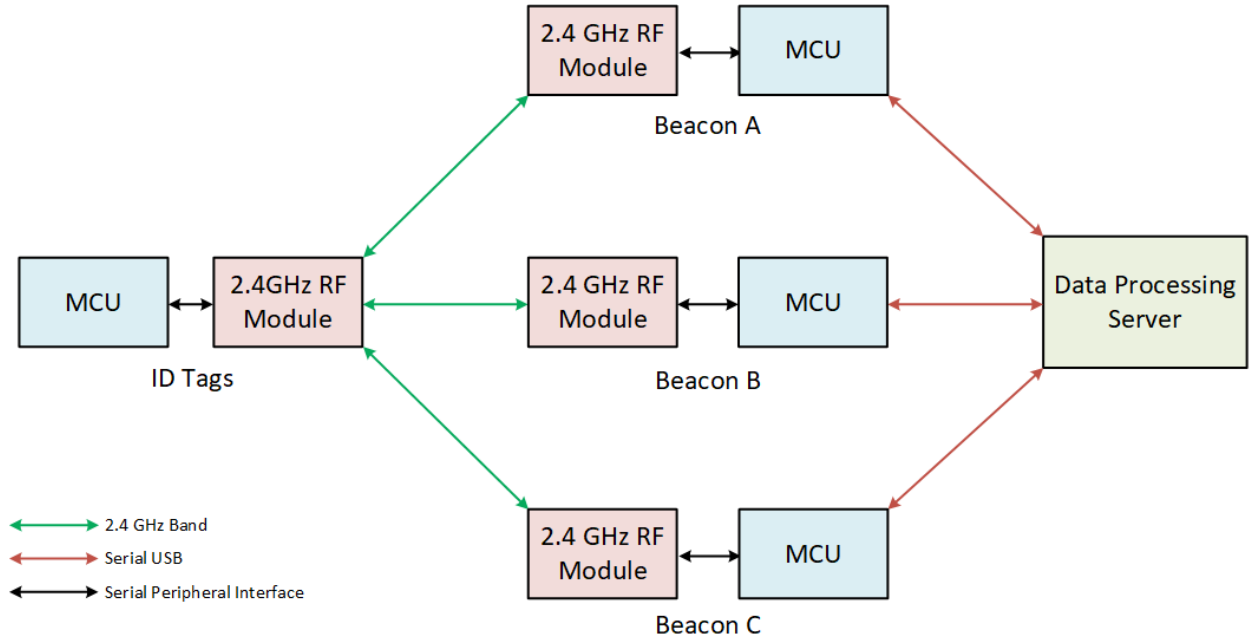 2.4 GHz RF
Module
MCU
Beacon A
MCU
2.4GHz RF
Module
ID Tags
2.4 GHz RF
Module
MCU
Beacon B
Data Processing
Server
2.4 GHz RF
Module
MCU
Beacon C
2.4 GHz Band
Serial USB
Serial Peripheral Interface